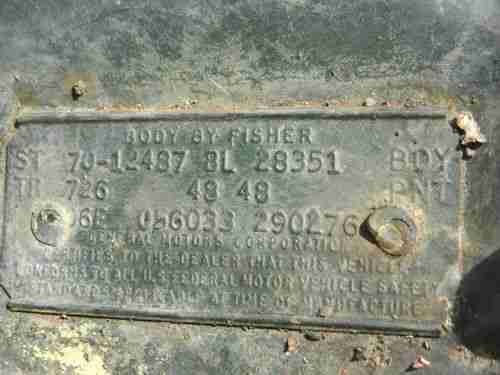 BODY BY FISHER
ST 70-12487 BL 28351 BDY
TR 726 48 48 PNT
06E 046033 290276
GENERAL MOTORS CORPORATION
CERTIFIES TO THE DEALER THAT THIS VEHICLE
CONFORMS TO ALL U.S. FEDERAL MOTOR VEHICLE SAFETY
STANDARDS APPLICABLE AT TIME OF MANUFACTURE